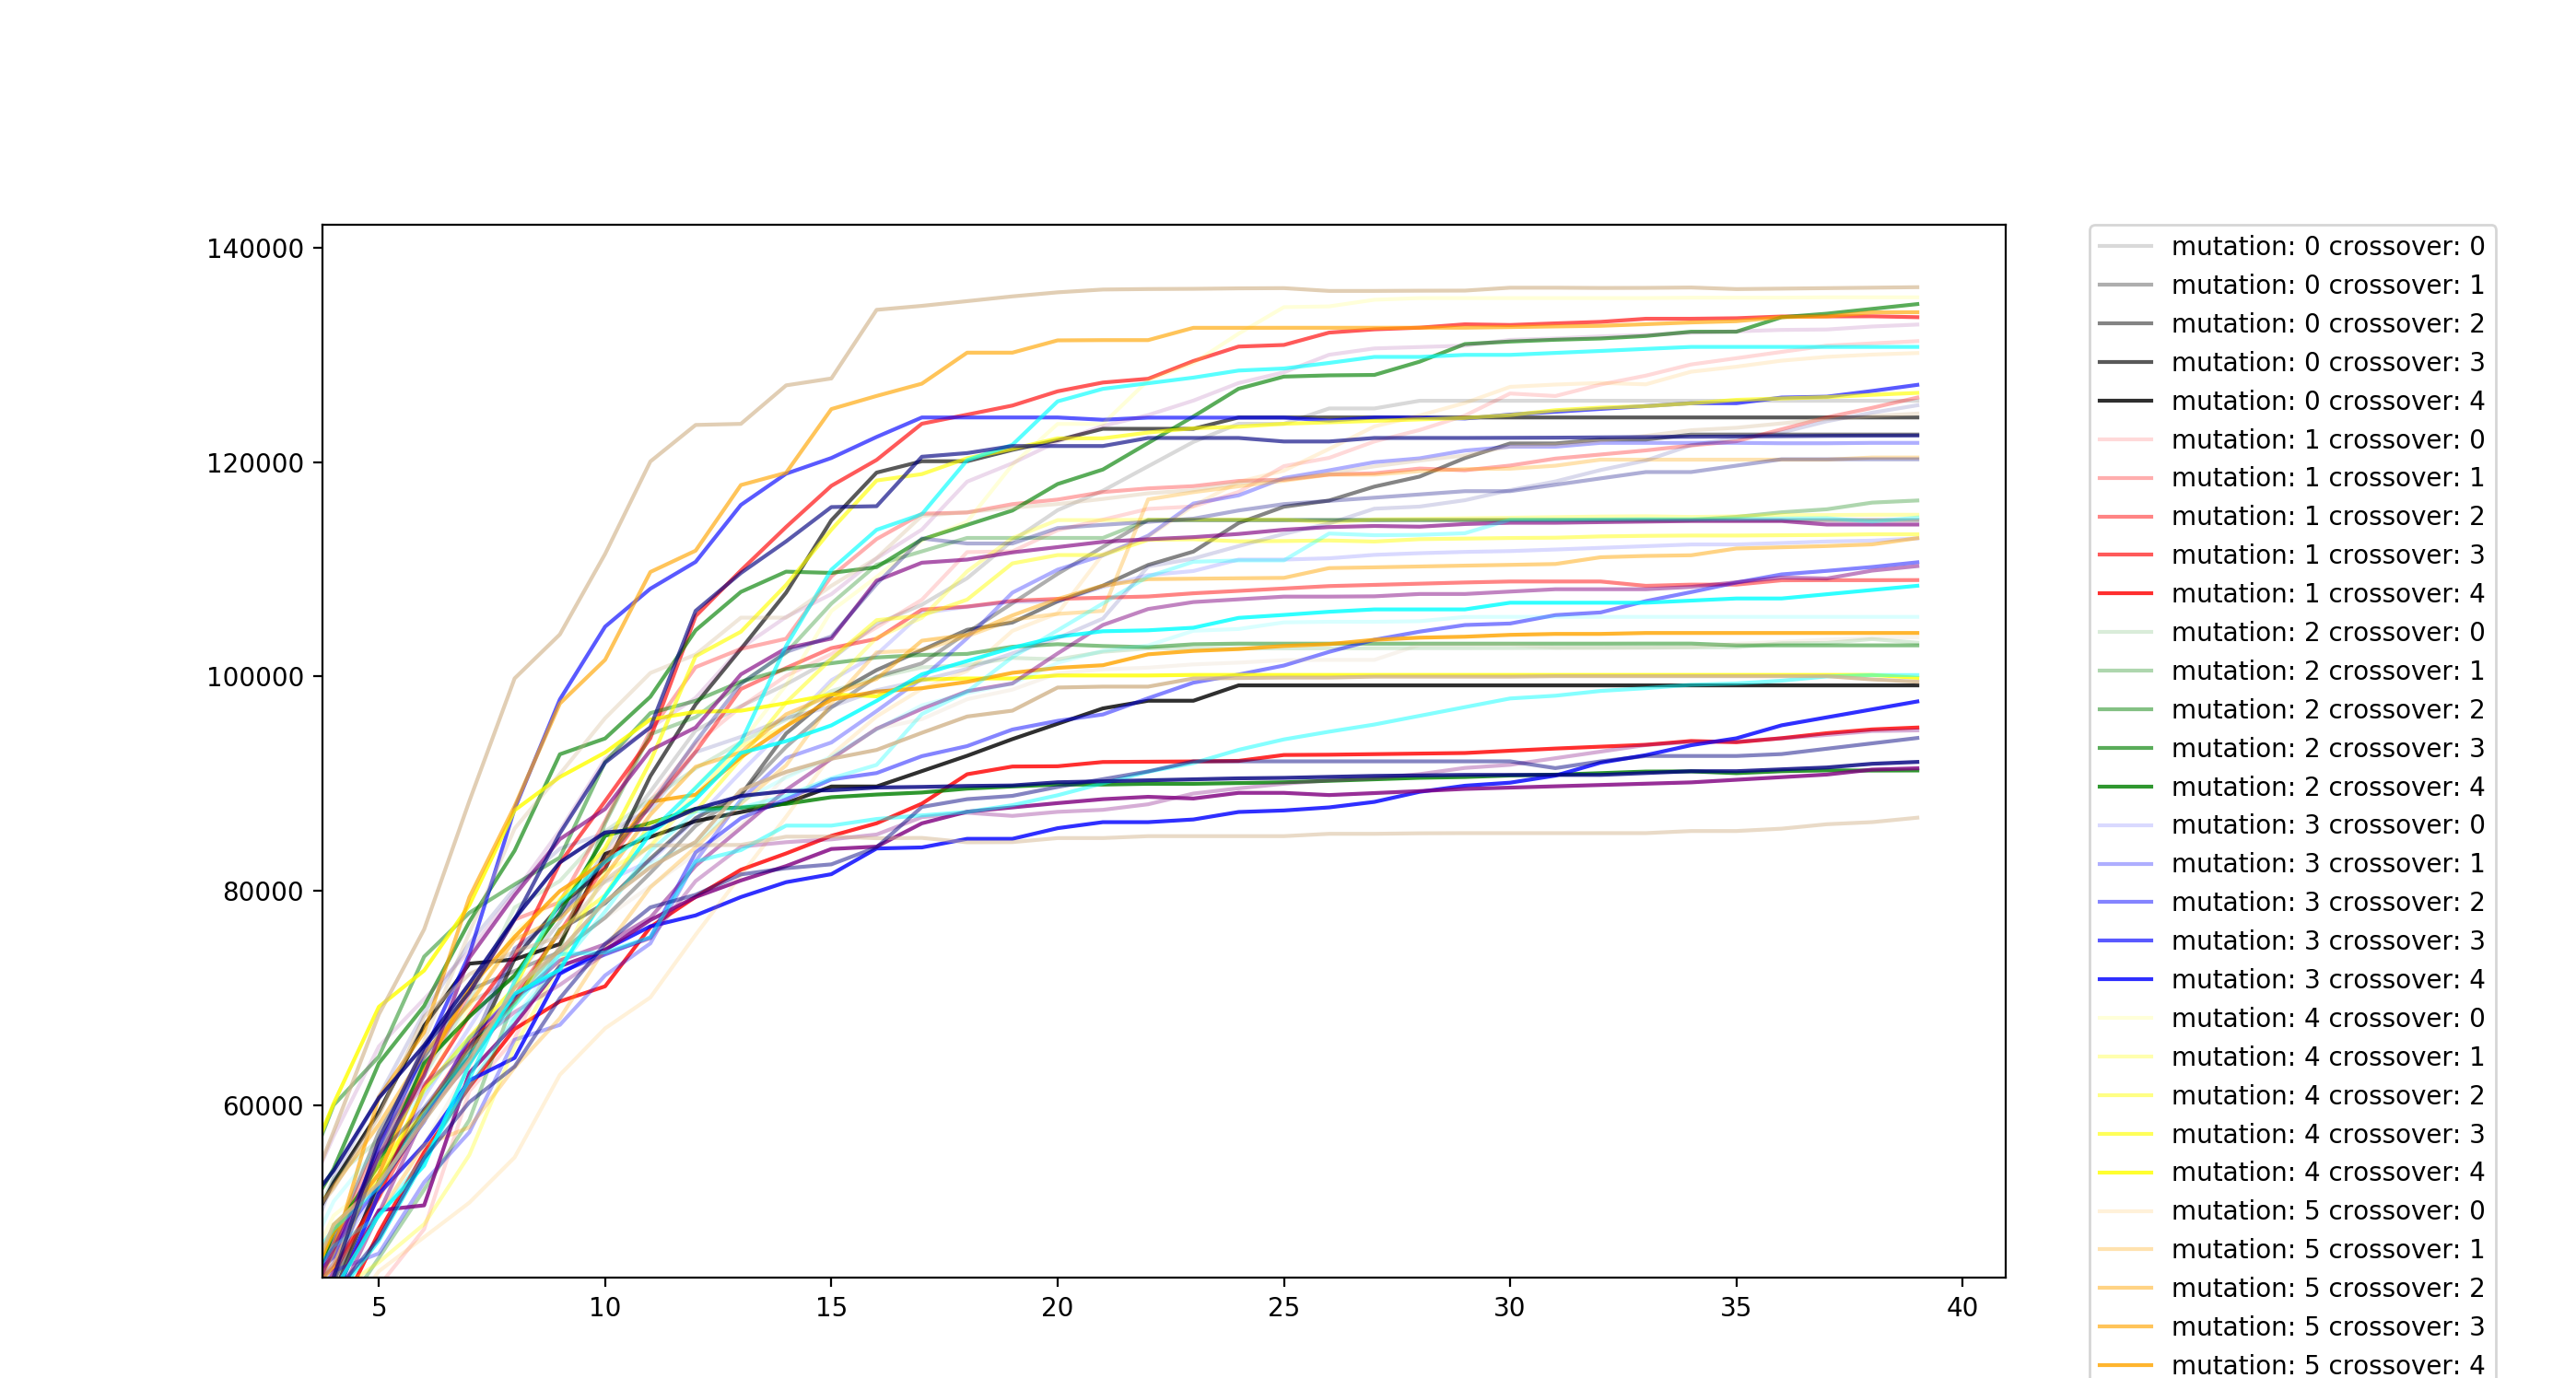 140000
120000
100000
80000
60000
5 10 15 20 25 30 35 40
mutation: 0 crossover: 0
mutation: 0 crossover: 1
mutation: 0 crossover: 2
mutation: 0 crossover: 3
mutation: 0 crossover: 4
mutation: 1 crossover: 0
mutation: 1 crossover: 1
mutation: 1 crossover: 2
mutation: 1 crossover: 3
mutation: 1 crossover: 4
mutation: 2 crossover: 0
mutation: 2 crossover: 1
mutation: 2 crossover: 2
mutation: 2 crossover: 3
mutation: 2 crossover: 4
mutation: 3 crossover: 0
mutation: 3 crossover: 1
mutation: 3 crossover: 2
mutation: 3 crossover: 3
mutation: 3 crossover: 4
mutation: 4 crossover: 0
mutation: 4 crossover: 1
mutation: 4 crossover: 2
mutation: 4 crossover: 3
mutation: 4 crossover: 4
mutation: 5 crossover: 0
mutation: 5 crossover: 1
mutation: 5 crossover: 2
mutation: 5 crossover: 3
mutation: 5 crossover: 4